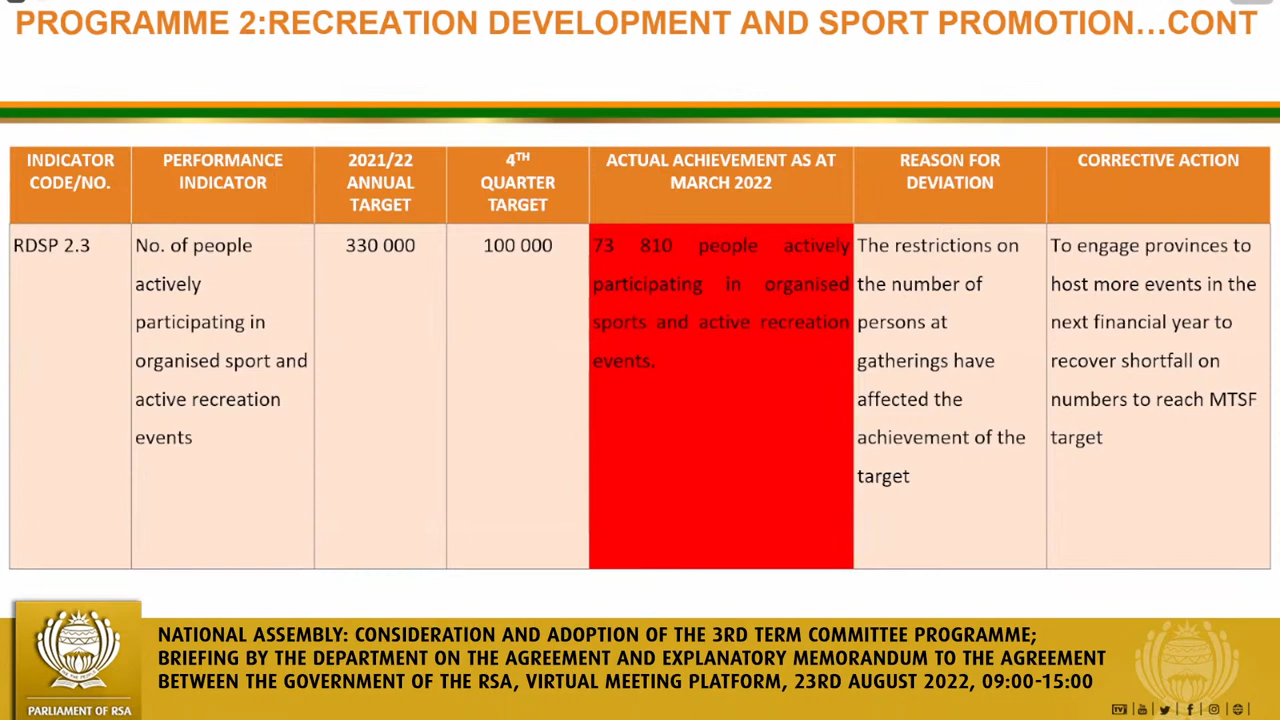 PROGRAMME 2:RECREATION DEVELOPMENT AND SPORT PROMOTION...CONT
INDICATOR CODE/NO.
PERFORMANCE INDICATOR
2021/22 ANNUAL TARGET
4TH QUARTER TARGET
ACTUAL ACHIEVEMENT AS AT MARCH 2022
REASON FOR DEVIATION
CORRECTIVE ACTION
RDSP 2.3
No. of people
actively
participating in
organised sport and
active recreation
events
330 000
100 000
73 810 people actively
participating in organised
sports and active recreation
events.
The restrictions on
the number of
persons at
gatherings have
affected the
achievement of the
target
To engage provinces to
host more events in the
next financial year to
recover shortfall on
numbers to reach MTSF
target
NATIONAL ASSEMBLY: CONSIDERATION AND ADOPTION OF THE 3RD TERM COMMITTEE PROGRAMME;
BRIEFING BY THE DEPARTMENT ON THE AGREEMENT AND EXPLANATORY MEMORANDUM TO THE AGREEMENT
BETWEEN THE GOVERNMENT OF THE RSA, VIRTUAL MEETING PLATFORM, 23RD AUGUST 2022, 09:00-15:00
PARLIAMENT OF RSA